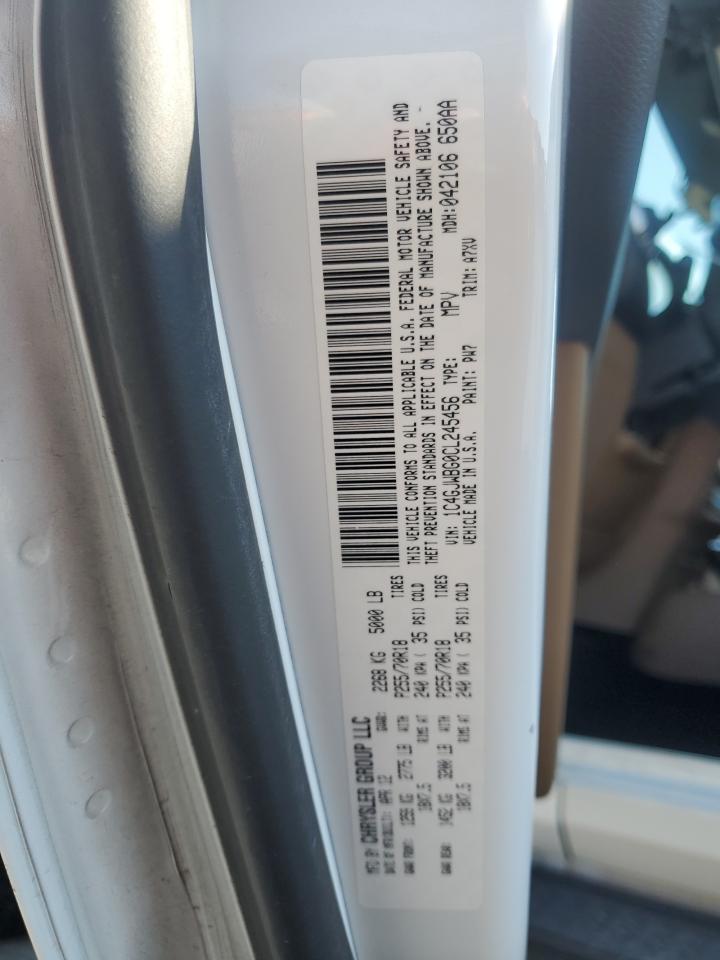 MFD BY CHRYSLER GROUP LLC
DATE OF MFR APR 12 GVWR: 2268 KG 5000 LB
GAWR FRONT: 1259 KG 2775 LB WITH P255/70R18 TIRES
18X7.5 RIMS AT 240 KPA ( 35 PSI) COLD
GAWR REAR: 1452 KG 3200 LB WITH P255/70R18 TIRES
18X7.5 RIMS AT 240 KPA ( 35 PSI) COLD
THIS VEHICLE CONFORMS TO ALL APPLICABLE U.S.A. FEDERAL MOTOR VEHICLE SAFETY AND
THEFT PREVENTION STANDARDS IN EFFECT ON THE DATE OF MANUFACTURE SHOWN ABOVE.
VIN: 1C4GJWBG0CL245456 TYPE: MPV MDH:042106 650AA
VEHICLE MADE IN U.S.A. PAINT: PW7 TRIM: A7XV